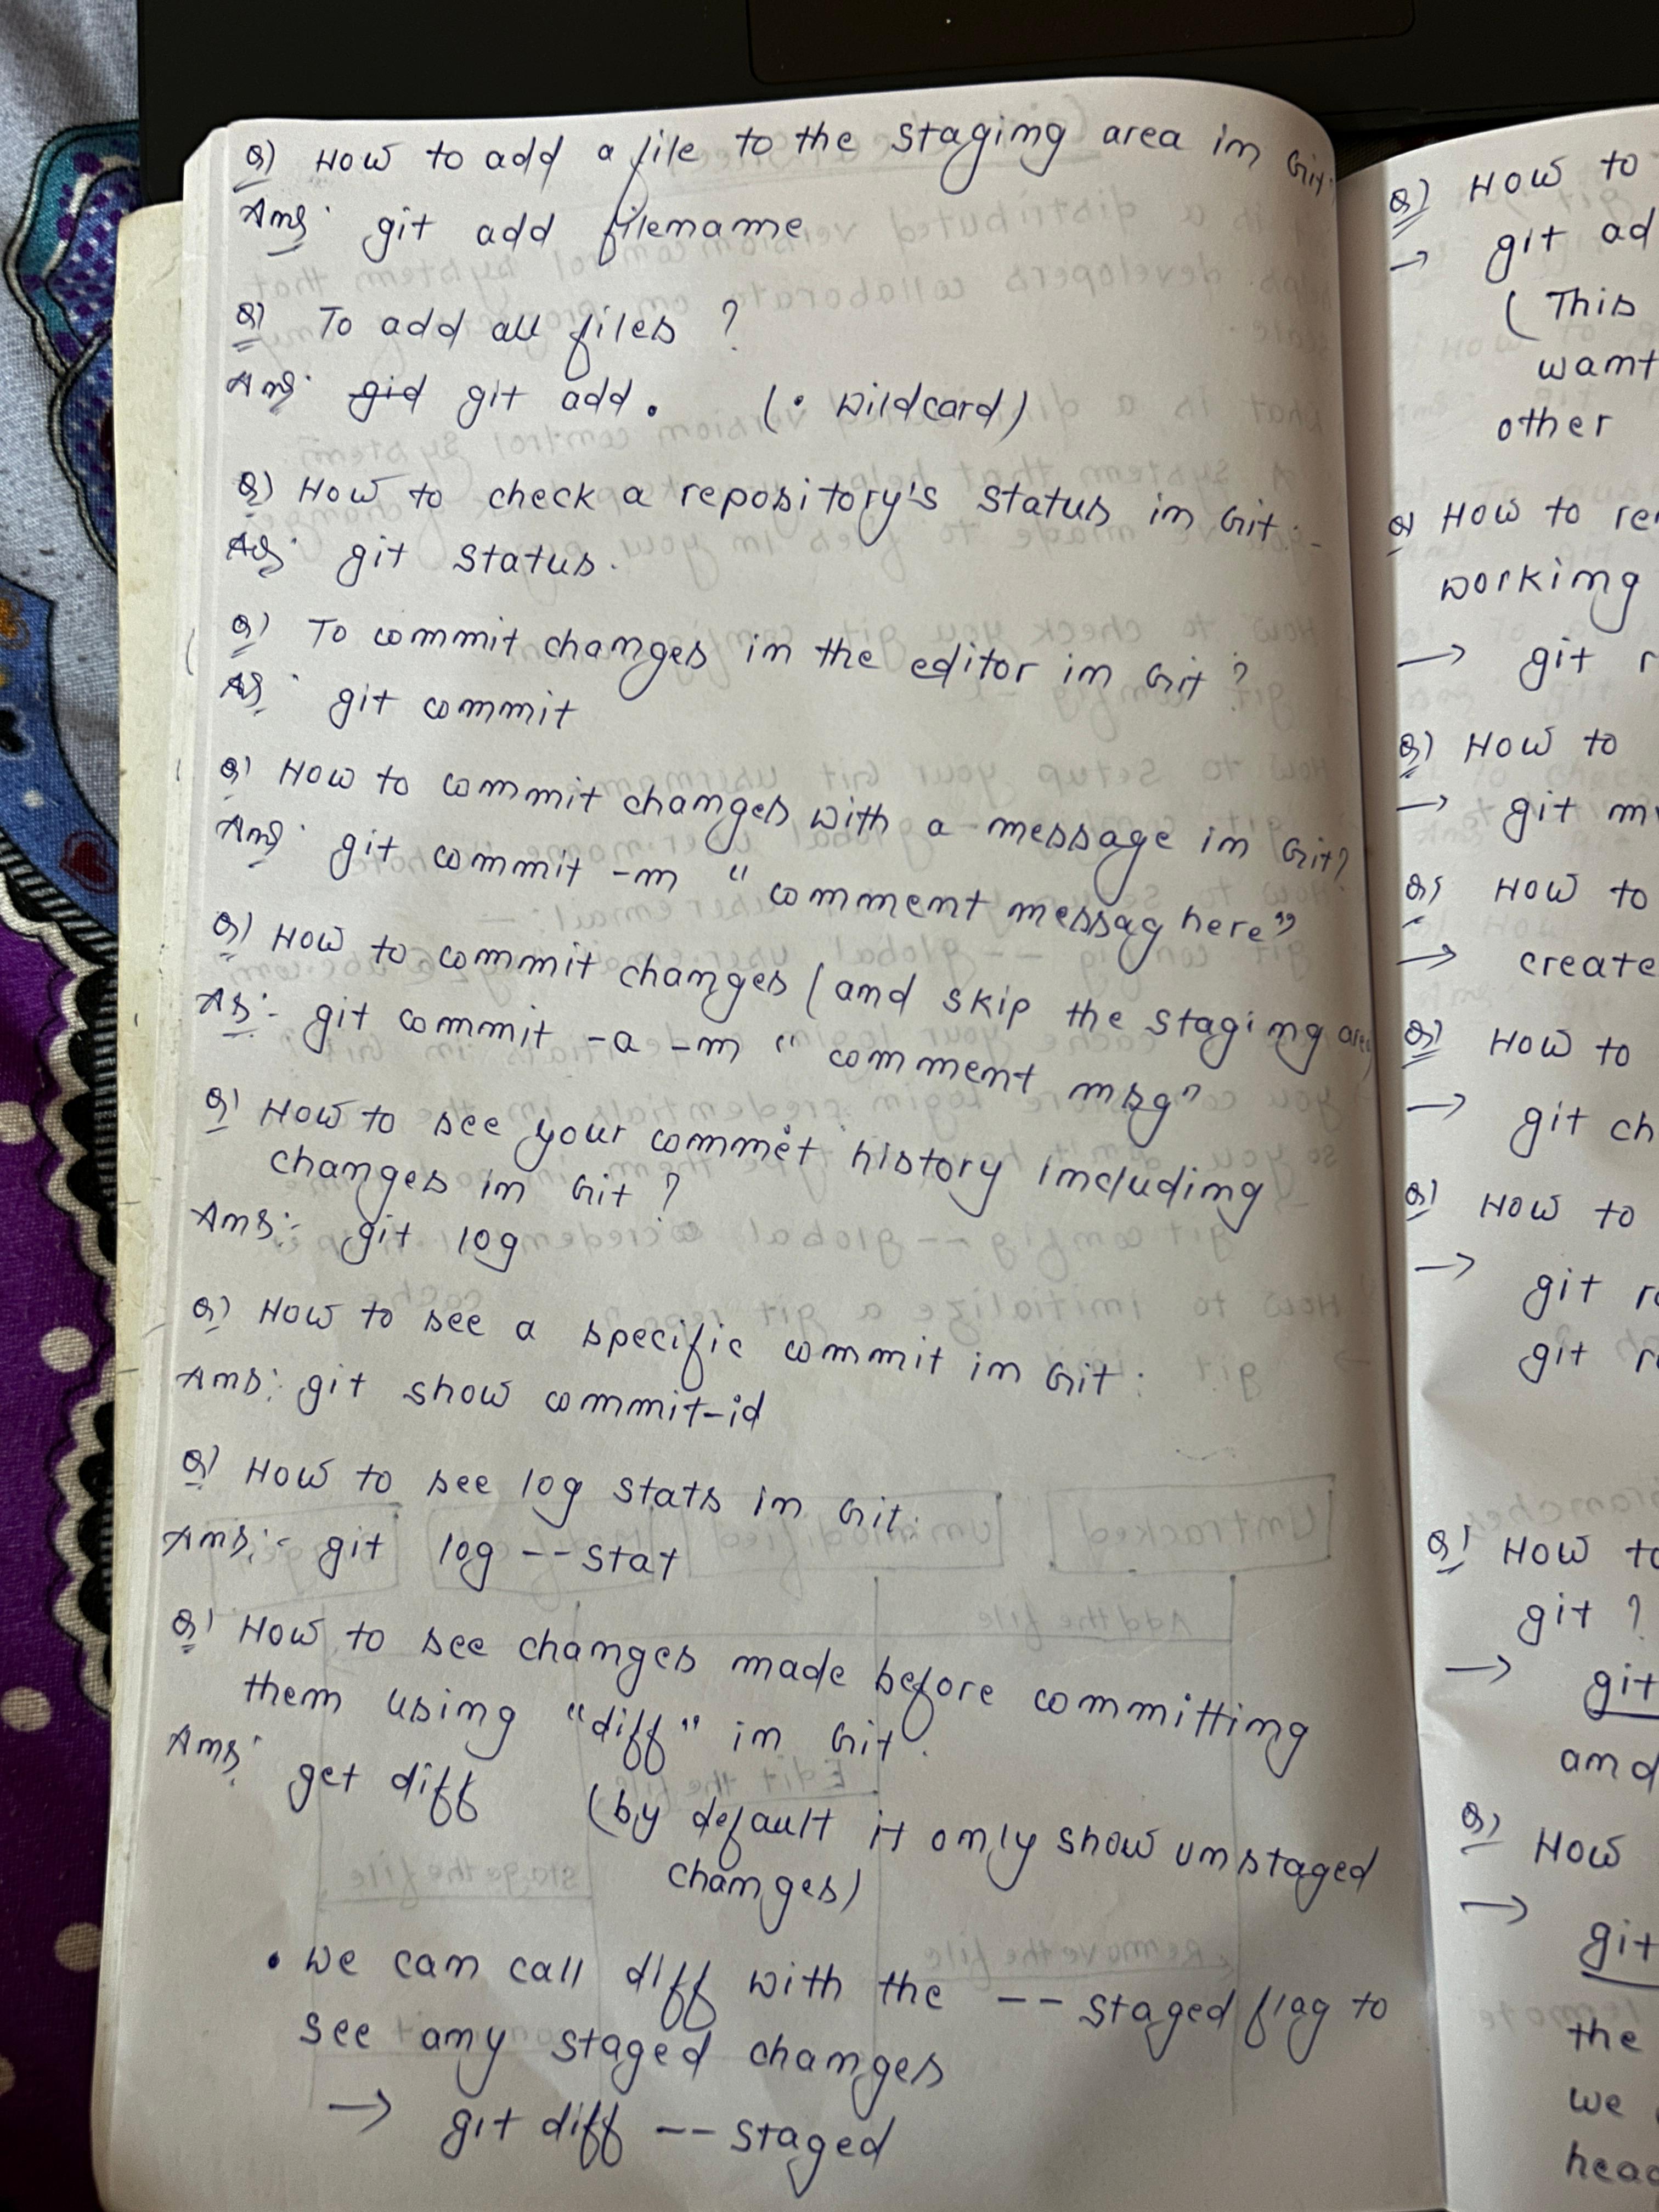 Q) How to add a file to the staging area in Git.
Ans: git add filename
Q) To add all files ?
Ans: gid git add . (. wildcard)
Q) How to check a repository's status in Git :-
As: git status.
Q) To commit changes in the editor in Git ?
As: git commit
Q) How to commit changes with a message in Git?
Ans: git commit -m "comment messag here"
Q) How to commit changes (and skip the staging area)
As:- git commit -a -m "comment msg"
Q) How to see your commit history including
changes in Git ?
Ans:- git log
Q) How to see a specific commit in Git :
Ans: git show commit-id
Q) How to see log stats in Git:
Ans:- git log --stat
Q) How to see changes made before committing
them using "diff" in Git.
Ans: get diff (by default it only show unstaged
changes)
• we can call diff with the --staged flag to
see any staged changes
→ git diff --staged
Q) How to
→ git ad
( This
want
other
Q) How to re
working
→ git r
Q) How to
→ git mv
Q) How to
→ create
Q) How to
→ git ch
Q) How to
→ git r
git r
Q) How to
git ?
→ git
and
Q) How
→ git
the
we
head